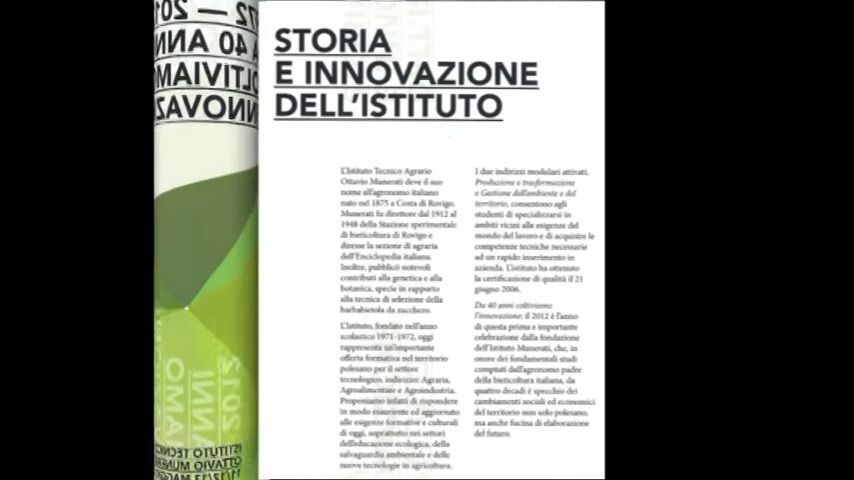 STORIA
E INNOVAZIONE
DELL'ISTITUTO
L'Istituto Tecnico Agrario
Ottavio Munerati deve il suo
nome all'agronomo italiano
nato nel 1875 a Costa di Rovigo.
Munerati fu direttore dal 1912 al
1948 della Stazione sperimentale
di bieticoltura di Rovigo e
diresse la sezione di agraria
dell'Enciclopedia italiana.
Inoltre, pubblicò notevoli
contributi alla genetica e alla
botanica, specie in rapporto
alla tecnica di selezione della
barbabietola da zucchero.
L'Istituto, fondato nell'anno
scolastico 1971-1972, oggi
rappresenta un'importante
offerta formativa nel territorio
polesano per il settore
tecnologico, indirizzo: Agraria,
Agroalimentare e Agroindustria.
Proponiamo infatti di rispondere
in modo esauriente ed aggiornato
alle esigenze formative e culturali
di oggi, soprattutto nei settori
dell'educazione ecologica, della
salvaguardia ambientale e delle
nuove tecnologie in agricoltura.
I due indirizzi modulari attivati,
Produzione e trasformazione
e Gestione dell'ambiente e del
territorio, consentono agli
studenti di specializzarsi in
ambiti vicini alle esigenze del
mondo del lavoro e di acquisire le
competenze tecniche necessarie
ad un rapido inserimento in
azienda. L'istituto ha ottenuto
la certificazione di qualità il 21
giugno 2006.
Da 40 anni coltiviamo
l'innovazione: il 2012 è l'anno
di questa prima e importante
celebrazione dalla fondazione
dell'Istituto Munerati, che, in
onore dei fondamentali studi
compiuti dall'agronomo padre
della bieticoltura italiana, da
quattro decadi è specchio dei
cambiamenti sociali ed economici
del territorio non solo polesano,
ma anche fucina di elaborazione
del futuro.